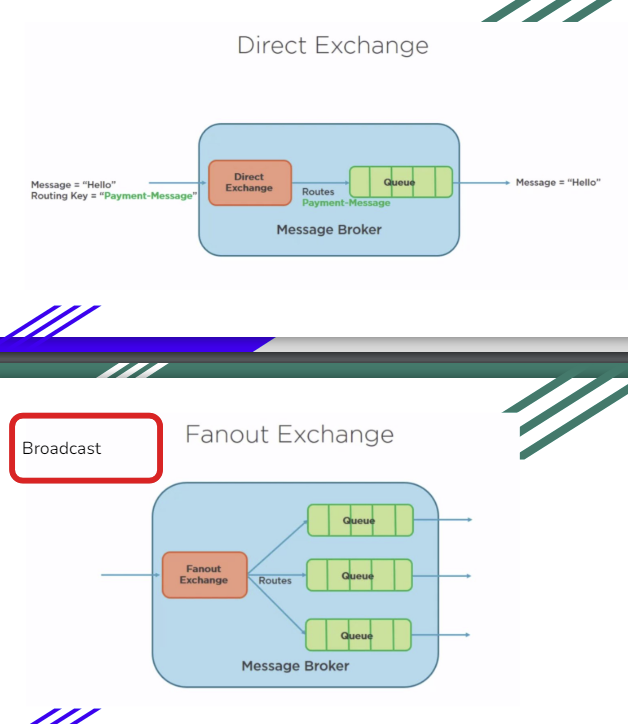 Direct Exchange
Message = “Hello”
Routing Key = “Payment-Message”
Direct
Exchange
Routes
Payment-Message
Queue
Message = “Hello”
Message Broker
Broadcast
Fanout Exchange
Fanout
Exchange
Routes
Queue
Queue
Queue
Message Broker